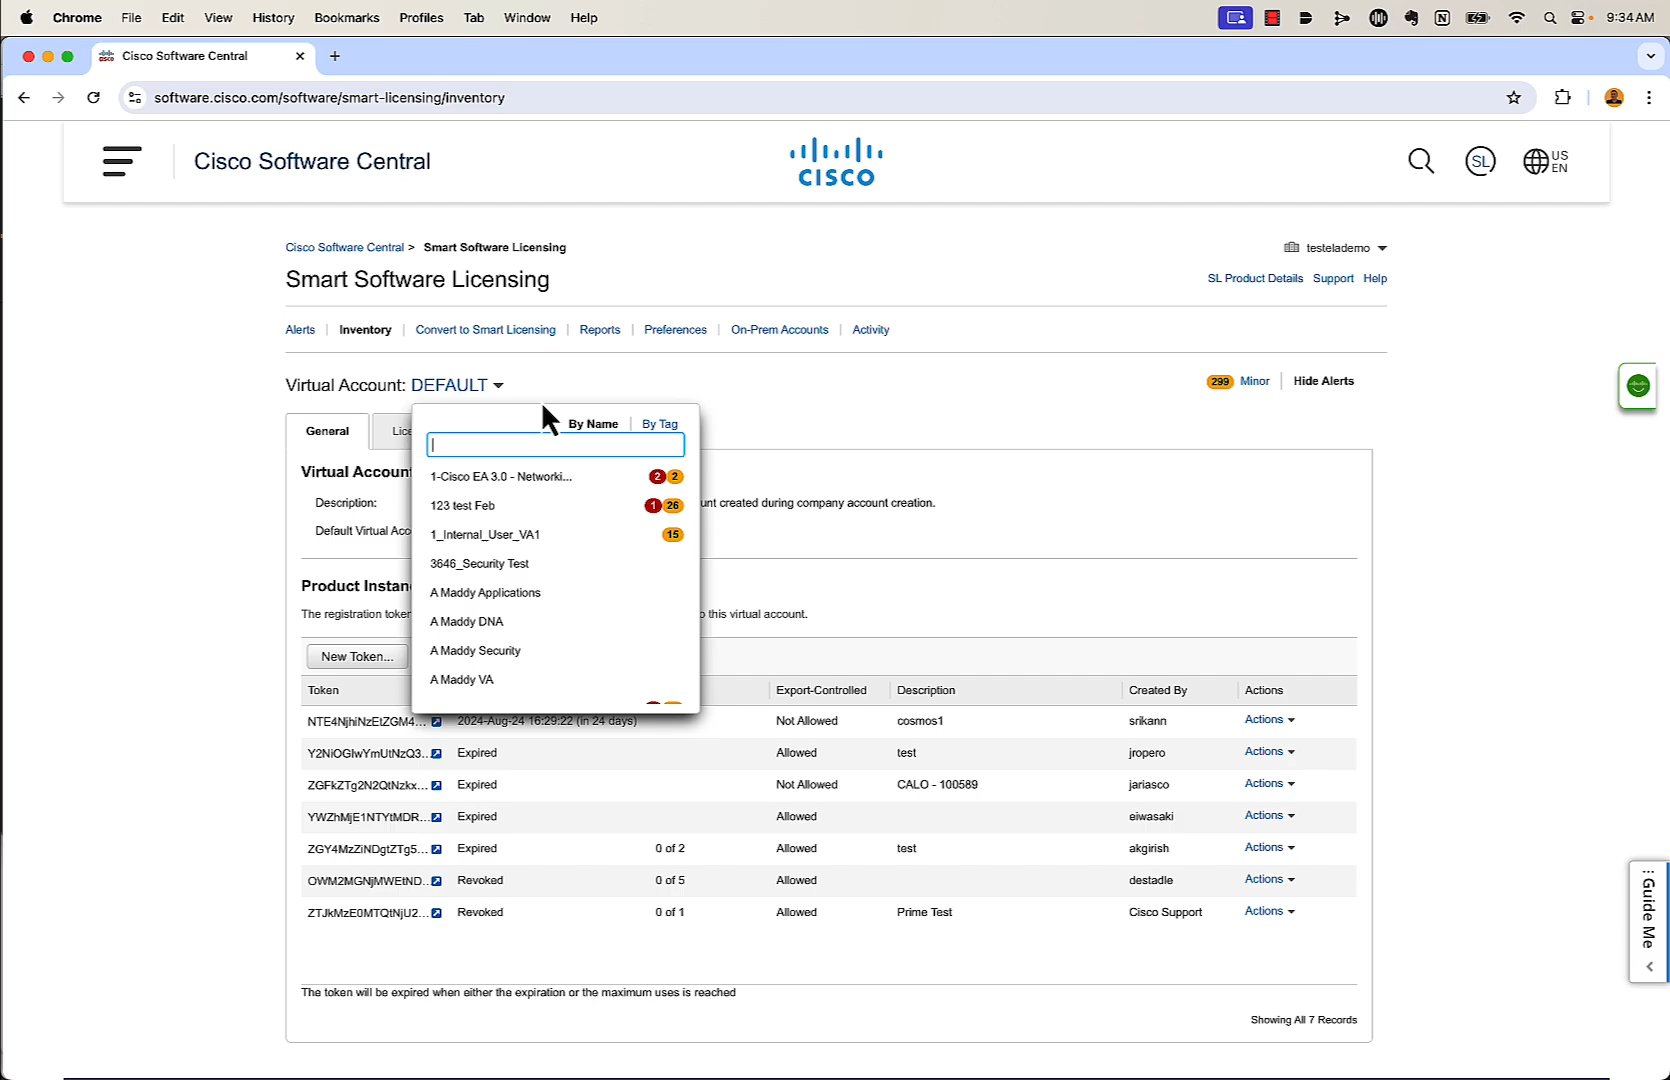 Chrome File Edit View History Bookmarks Profiles Tab Window Help 9:34 AM
Cisco Software Central
software.cisco.com/software/smart-licensing/inventory
Cisco Software Central
CISCO
SL
US
EN
Cisco Software Central > Smart Software Licensing
testelademo
Smart Software Licensing
SL Product Details Support Help
Alerts | Inventory | Convert to Smart Licensing | Reports | Preferences | On-Prem Accounts | Activity
Virtual Account: DEFAULT
299 Minor | Hide Alerts
By Name | By Tag
General
1-Cisco EA 3.0 - Networki... 2 2
123 test Feb 1 26
1_Internal_User_VA1 15
3646_Security Test
A Maddy Applications
A Maddy DNA
A Maddy Security
A Maddy VA
Virtual Account
Description: created during company account creation.
Default Virtual
Product
The registration to this virtual account.
New Token...
Token Export-Controlled Description Created By Actions
NTE4NjhiNzEtZGM4... 2024-Aug-24 16:29:22 (in 24 days) Not Allowed cosmos1 srikann Actions
Y2NiOGIwYmUtNzQ3... Expired Allowed test jropero Actions
ZGFkZTg2N2QtNzkx... Expired Not Allowed CALO - 100589 jariasco Actions
YWZhMjE1NTYtMDR... Expired Allowed eiwasaki Actions
ZGY4MzZiNDgtZTg5... Expired 0 of 2 Allowed test akgirish Actions
OWM2MGNjMWEtND... Revoked 0 of 5 Allowed destadle Actions
ZTJkMzE0MTQtNjU2... Revoked 0 of 1 Allowed Prime Test Cisco Support Actions
The token will be expired when either the expiration or the maximum uses is reached
Showing All 7 Records
Guide Me